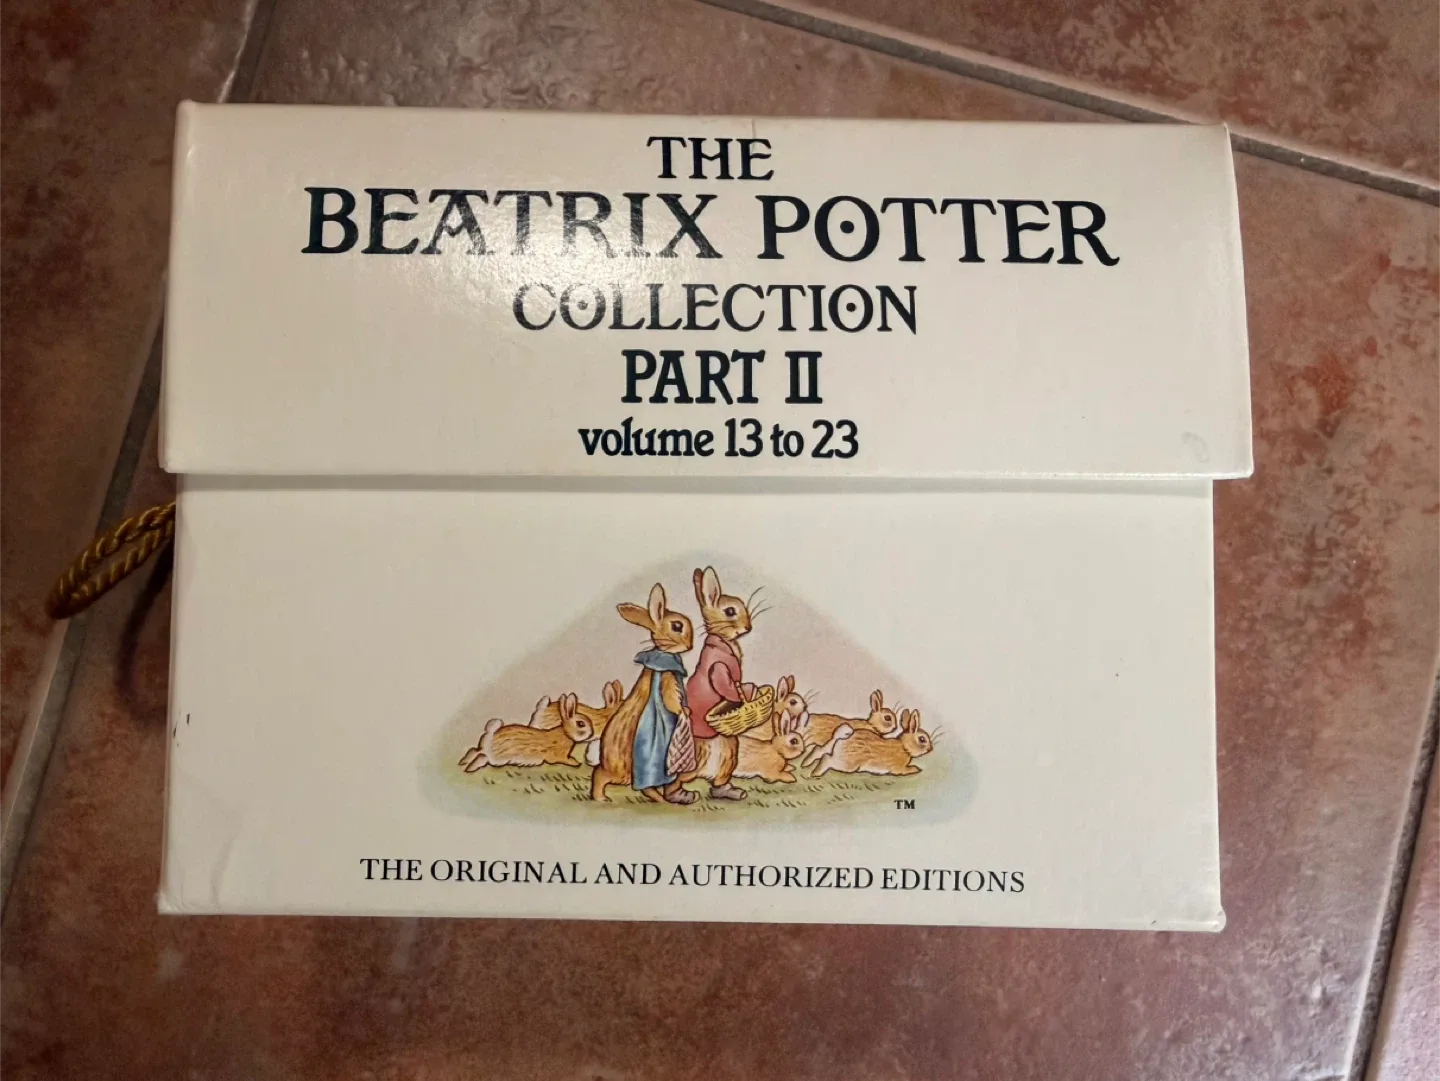 THE
BEATRIX POTTER
COLLECTION
PART II
volume 13 to 23
TM
THE ORIGINAL AND AUTHORIZED EDITIONS